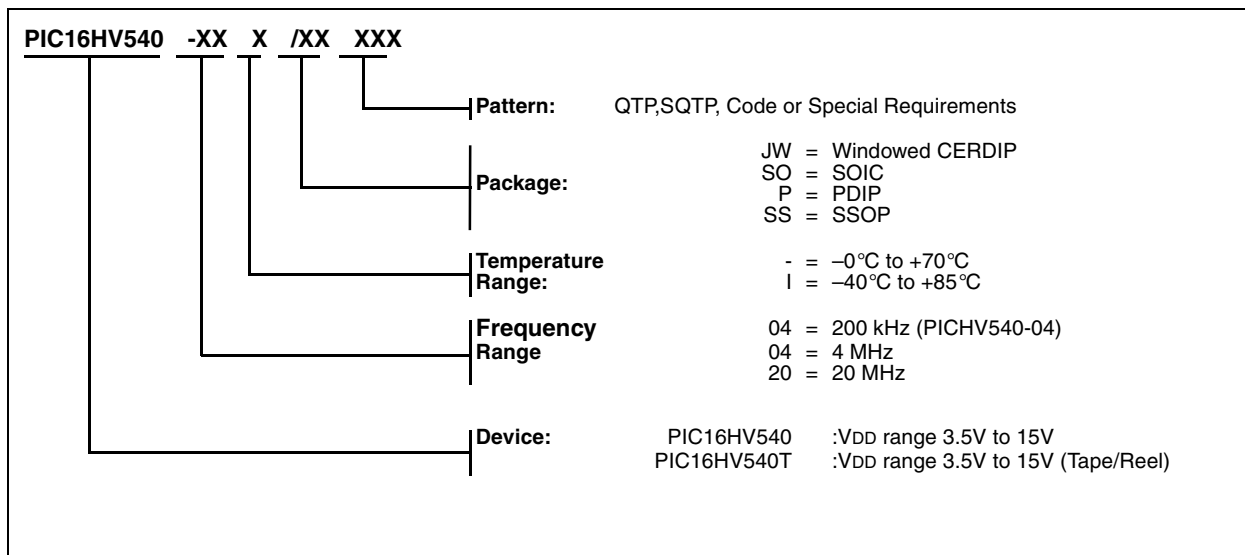 PIC16HV540 -XX X /XX XXX
Pattern: QTP,SQTP, Code or Special Requirements
Package:
JW = Windowed CERDIP
SO = SOIC
P = PDIP
SS = SSOP
Temperature Range:
- = –0°C to +70°C
I = –40°C to +85°C
Frequency Range
04 = 200 kHz (PICHV540-04)
04 = 4 MHz
20 = 20 MHz
Device:
PIC16HV540 :VDD range 3.5V to 15V
PIC16HV540T :VDD range 3.5V to 15V (Tape/Reel)